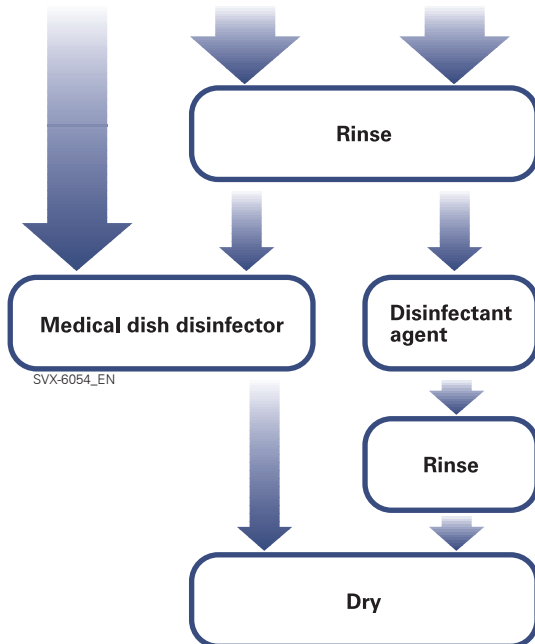 Rinse
Medical dish disinfector
Disinfectant
agent
SVX-6054_EN
Rinse
Dry